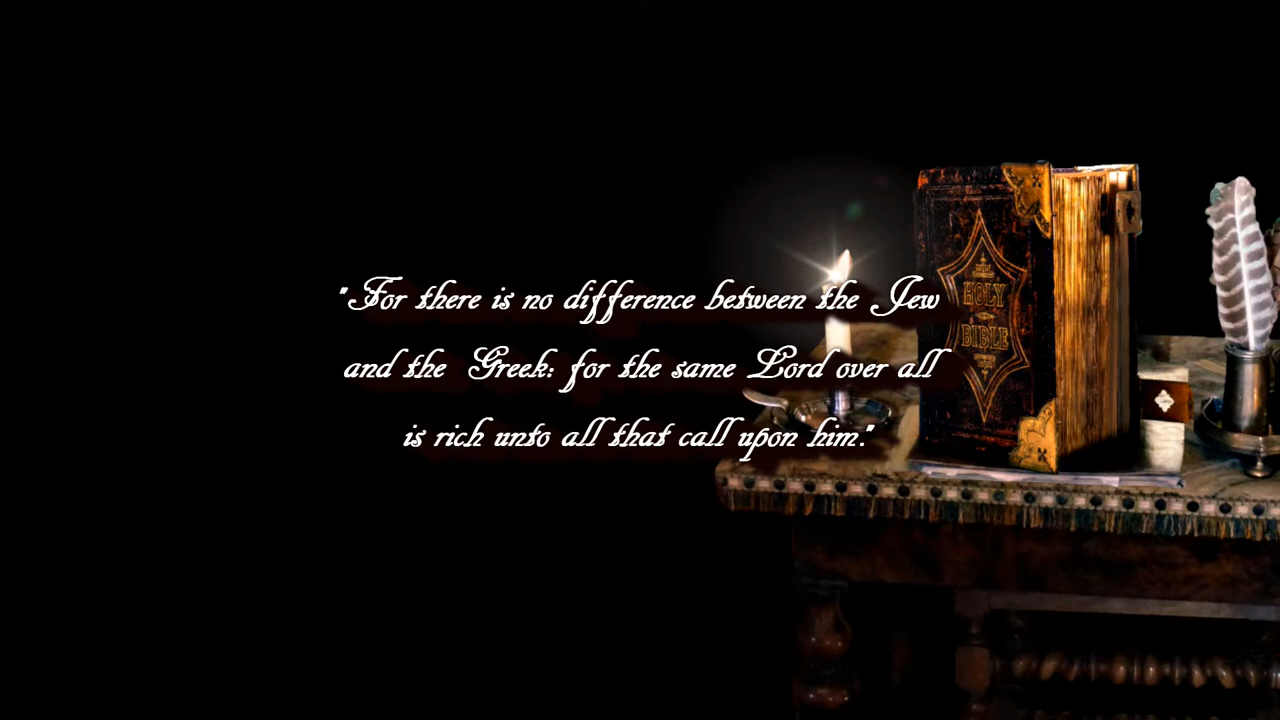 "For there is no difference between the Jew
and the Greek: for the same Lord over all
is rich unto all that call upon him."
HOLY
BIBLE